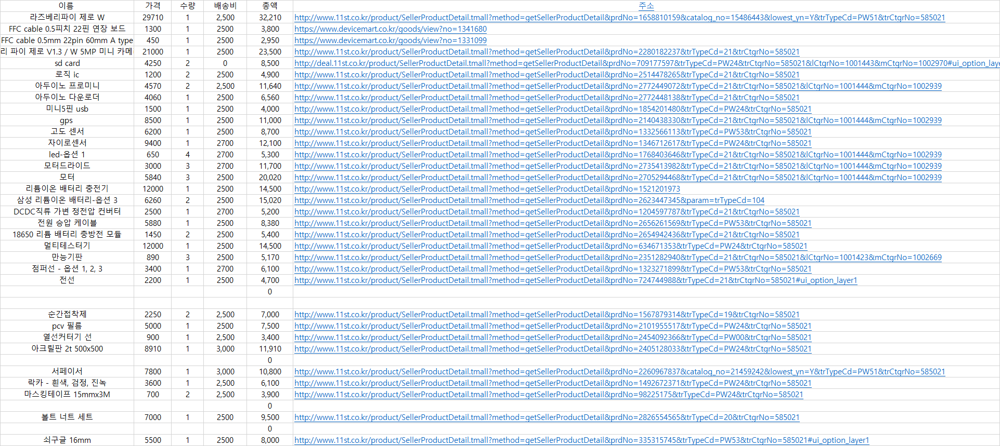 이름 가격 수량 배송비 총액 주소
라즈베리파이 제로 W 29710 1 2,500 32,210 http://www.11st.co.kr/product/SellerProductDetail.tmall?method=getSellerProductDetail&prdNo=1658810159&catalog_no=15486443&lowest_yn=Y&trTypeCd=PW51&trCtgrNo=585021
FFC cable 0.5피치 22핀 연장 보드 1300 1 2500 3,800 https://www.devicemart.co.kr/goods/view?no=1341680
FFC cable 0.5mm 22pin 60mm A type 450 1 2500 2,950 https://www.devicemart.co.kr/goods/view?no=1331099
리 파이 제로 V1.3 / W 5MP 미니 카메 21000 1 2500 23,500 http://www.11st.co.kr/product/SellerProductDetail.tmall?method=getSellerProductDetail&prdNo=2280182237&trTypeCd=21&trCtgrNo=585021
sd card 4250 2 0 8,500 http://deal.11st.co.kr/product/SellerProductDetail.tmall?method=getSellerProductDetail&prdNo=709177597&trTypeCd=PW24&trCtgrNo=585021&lCtgrNo=1001443&mCtgrNo=1002970#ui_option_laye
로직 ic 1200 2 2500 4,900 http://www.11st.co.kr/product/SellerProductDetail.tmall?method=getSellerProductDetail&prdNo=2514478265&trTypeCd=21&trCtgrNo=585021
아두이노 프로미니 4570 2 2,500 11,640 http://www.11st.co.kr/product/SellerProductDetail.tmall?method=getSellerProductDetail&prdNo=2772449072&trTypeCd=21&trCtgrNo=585021&lCtgrNo=1001444&mCtgrNo=1002939
아두이노 다운로더 4060 1 2500 6,560 http://www.11st.co.kr/product/SellerProductDetail.tmall?method=getSellerProductDetail&prdNo=2772448138&trTypeCd=21&trCtgrNo=585021
미니5핀 usb 1500 1 2500 4,000 http://www.11st.co.kr/product/SellerProductDetail.tmall?method=getSellerProductDetail&prdNo=1854201480&trTypeCd=PW24&trCtgrNo=585021
gps 8500 1 2500 11,000 http://www.11st.co.kr/product/SellerProductDetail.tmall?method=getSellerProductDetail&prdNo=2140438330&trTypeCd=21&trCtgrNo=585021&lCtgrNo=1001444&mCtgrNo=1002939
고도 센서 6200 1 2500 8,700 http://www.11st.co.kr/product/SellerProductDetail.tmall?method=getSellerProductDetail&prdNo=1332566113&trTypeCd=PW53&trCtgrNo=585021
자이로센서 9400 1 2700 12,100 http://www.11st.co.kr/product/SellerProductDetail.tmall?method=getSellerProductDetail&prdNo=1346712617&trTypeCd=PW24&trCtgrNo=585021
led-옵션 1 650 4 2700 5,300 http://www.11st.co.kr/product/SellerProductDetail.tmall?method=getSellerProductDetail&prdNo=1768403646&trTypeCd=21&trCtgrNo=585021&lCtgrNo=1001444&mCtgrNo=1002939
모터드라이드 3000 3 2700 11,700 http://www.11st.co.kr/product/SellerProductDetail.tmall?method=getSellerProductDetail&prdNo=2735413982&trTypeCd=21&trCtgrNo=585021&lCtgrNo=1001444&mCtgrNo=1002939
모터 5840 3 2500 20,020 http://www.11st.co.kr/product/SellerProductDetail.tmall?method=getSellerProductDetail&prdNo=2705294468&trTypeCd=21&trCtgrNo=585021&lCtgrNo=1001444&mCtgrNo=1002939
리튬이온 배터리 충전기 12000 1 2500 14,500 http://www.11st.co.kr/product/SellerProductDetail.tmall?method=getSellerProductDetail&prdNo=1521201973
삼성 리튬이온 배터리-옵션 3 6260 2 2500 15,020 http://www.11st.co.kr/product/SellerProductDetail.tmall?method=getSellerProductDetail&prdNo=2623447345&param=trTypeCd=104
DCDC직류 가변 정전압 컨버터 2500 1 2700 5,200 http://www.11st.co.kr/product/SellerProductDetail.tmall?method=getSellerProductDetail&prdNo=1204597787&trTypeCd=21&trCtgrNo=585021
전원 승압 케이블 5880 1 2500 8,380 http://www.11st.co.kr/product/SellerProductDetail.tmall?method=getSellerProductDetail&prdNo=2656261569&trTypeCd=PW53&trCtgrNo=585021
18650 리튬 배터리 충방전 모듈 1450 2 2500 5,400 http://www.11st.co.kr/product/SellerProductDetail.tmall?method=getSellerProductDetail&prdNo=2654942436&trTypeCd=21&trCtgrNo=585021
멀티테스터기 12000 1 2500 14,500 http://www.11st.co.kr/product/SellerProductDetail.tmall?method=getSellerProductDetail&prdNo=634671353&trTypeCd=PW24&trCtgrNo=585021
만능기판 890 3 2500 5,170 http://www.11st.co.kr/product/SellerProductDetail.tmall?method=getSellerProductDetail&prdNo=2351282940&trTypeCd=21&trCtgrNo=585021&lCtgrNo=1001423&mCtgrNo=1002669
점퍼선 - 옵션 1, 2, 3 3400 1 2700 6,100 http://www.11st.co.kr/product/SellerProductDetail.tmall?method=getSellerProductDetail&prdNo=1323271899&trTypeCd=PW53&trCtgrNo=585021
전선 2200 1 2500 4,700 http://www.11st.co.kr/product/SellerProductDetail.tmall?method=getSellerProductDetail&prdNo=724744988&trTypeCd=21&trCtgrNo=585021#ui_option_layer1
0
순간접착제 2250 2 2,500 7,000 http://www.11st.co.kr/product/SellerProductDetail.tmall?method=getSellerProductDetail&prdNo=1567879314&trTypeCd=19&trCtgrNo=585021
pcv 필름 5000 1 2500 7,500 http://www.11st.co.kr/product/SellerProductDetail.tmall?method=getSellerProductDetail&prdNo=2101955517&trTypeCd=PW24&trCtgrNo=585021
열선커터기 선 900 1 2,500 3,400 http://www.11st.co.kr/product/SellerProductDetail.tmall?method=getSellerProductDetail&prdNo=2454092366&trTypeCd=PW00&trCtgrNo=585021
아크릴판 2t 500x500 8910 1 3,000 11,910 http://www.11st.co.kr/product/SellerProductDetail.tmall?method=getSellerProductDetail&prdNo=2405128033&trTypeCd=PW24&trCtgrNo=585021
0
서페이서 7800 1 3,000 10,800 http://www.11st.co.kr/product/SellerProductDetail.tmall?method=getSellerProductDetail&prdNo=2260967837&catalog_no=21459242&lowest_yn=Y&trTypeCd=PW51&trCtgrNo=585021
락카 - 흰색, 검정, 진녹 3600 1 2,500 6,100 http://www.11st.co.kr/product/SellerProductDetail.tmall?method=getSellerProductDetail&prdNo=1492672371&trTypeCd=PW24&trCtgrNo=585021
마스킹테이프 15mmx3M 700 2 2,500 3,900 http://www.11st.co.kr/product/SellerProductDetail.tmall?method=getSellerProductDetail&prdNo=98225175&trTypeCd=PW24&trCtgrNo=585021
0
볼트 너트 세트 7000 1 2500 9,500 http://www.11st.co.kr/product/SellerProductDetail.tmall?method=getSellerProductDetail&prdNo=2826554565&trTypeCd=20&trCtgrNo=585021
0
쇠구글 16mm 5500 1 2500 8,000 http://www.11st.co.kr/product/SellerProductDetail.tmall?method=getSellerProductDetail&prdNo=335315745&trTypeCd=PW53&trCtgrNo=585021#ui_option_layer1